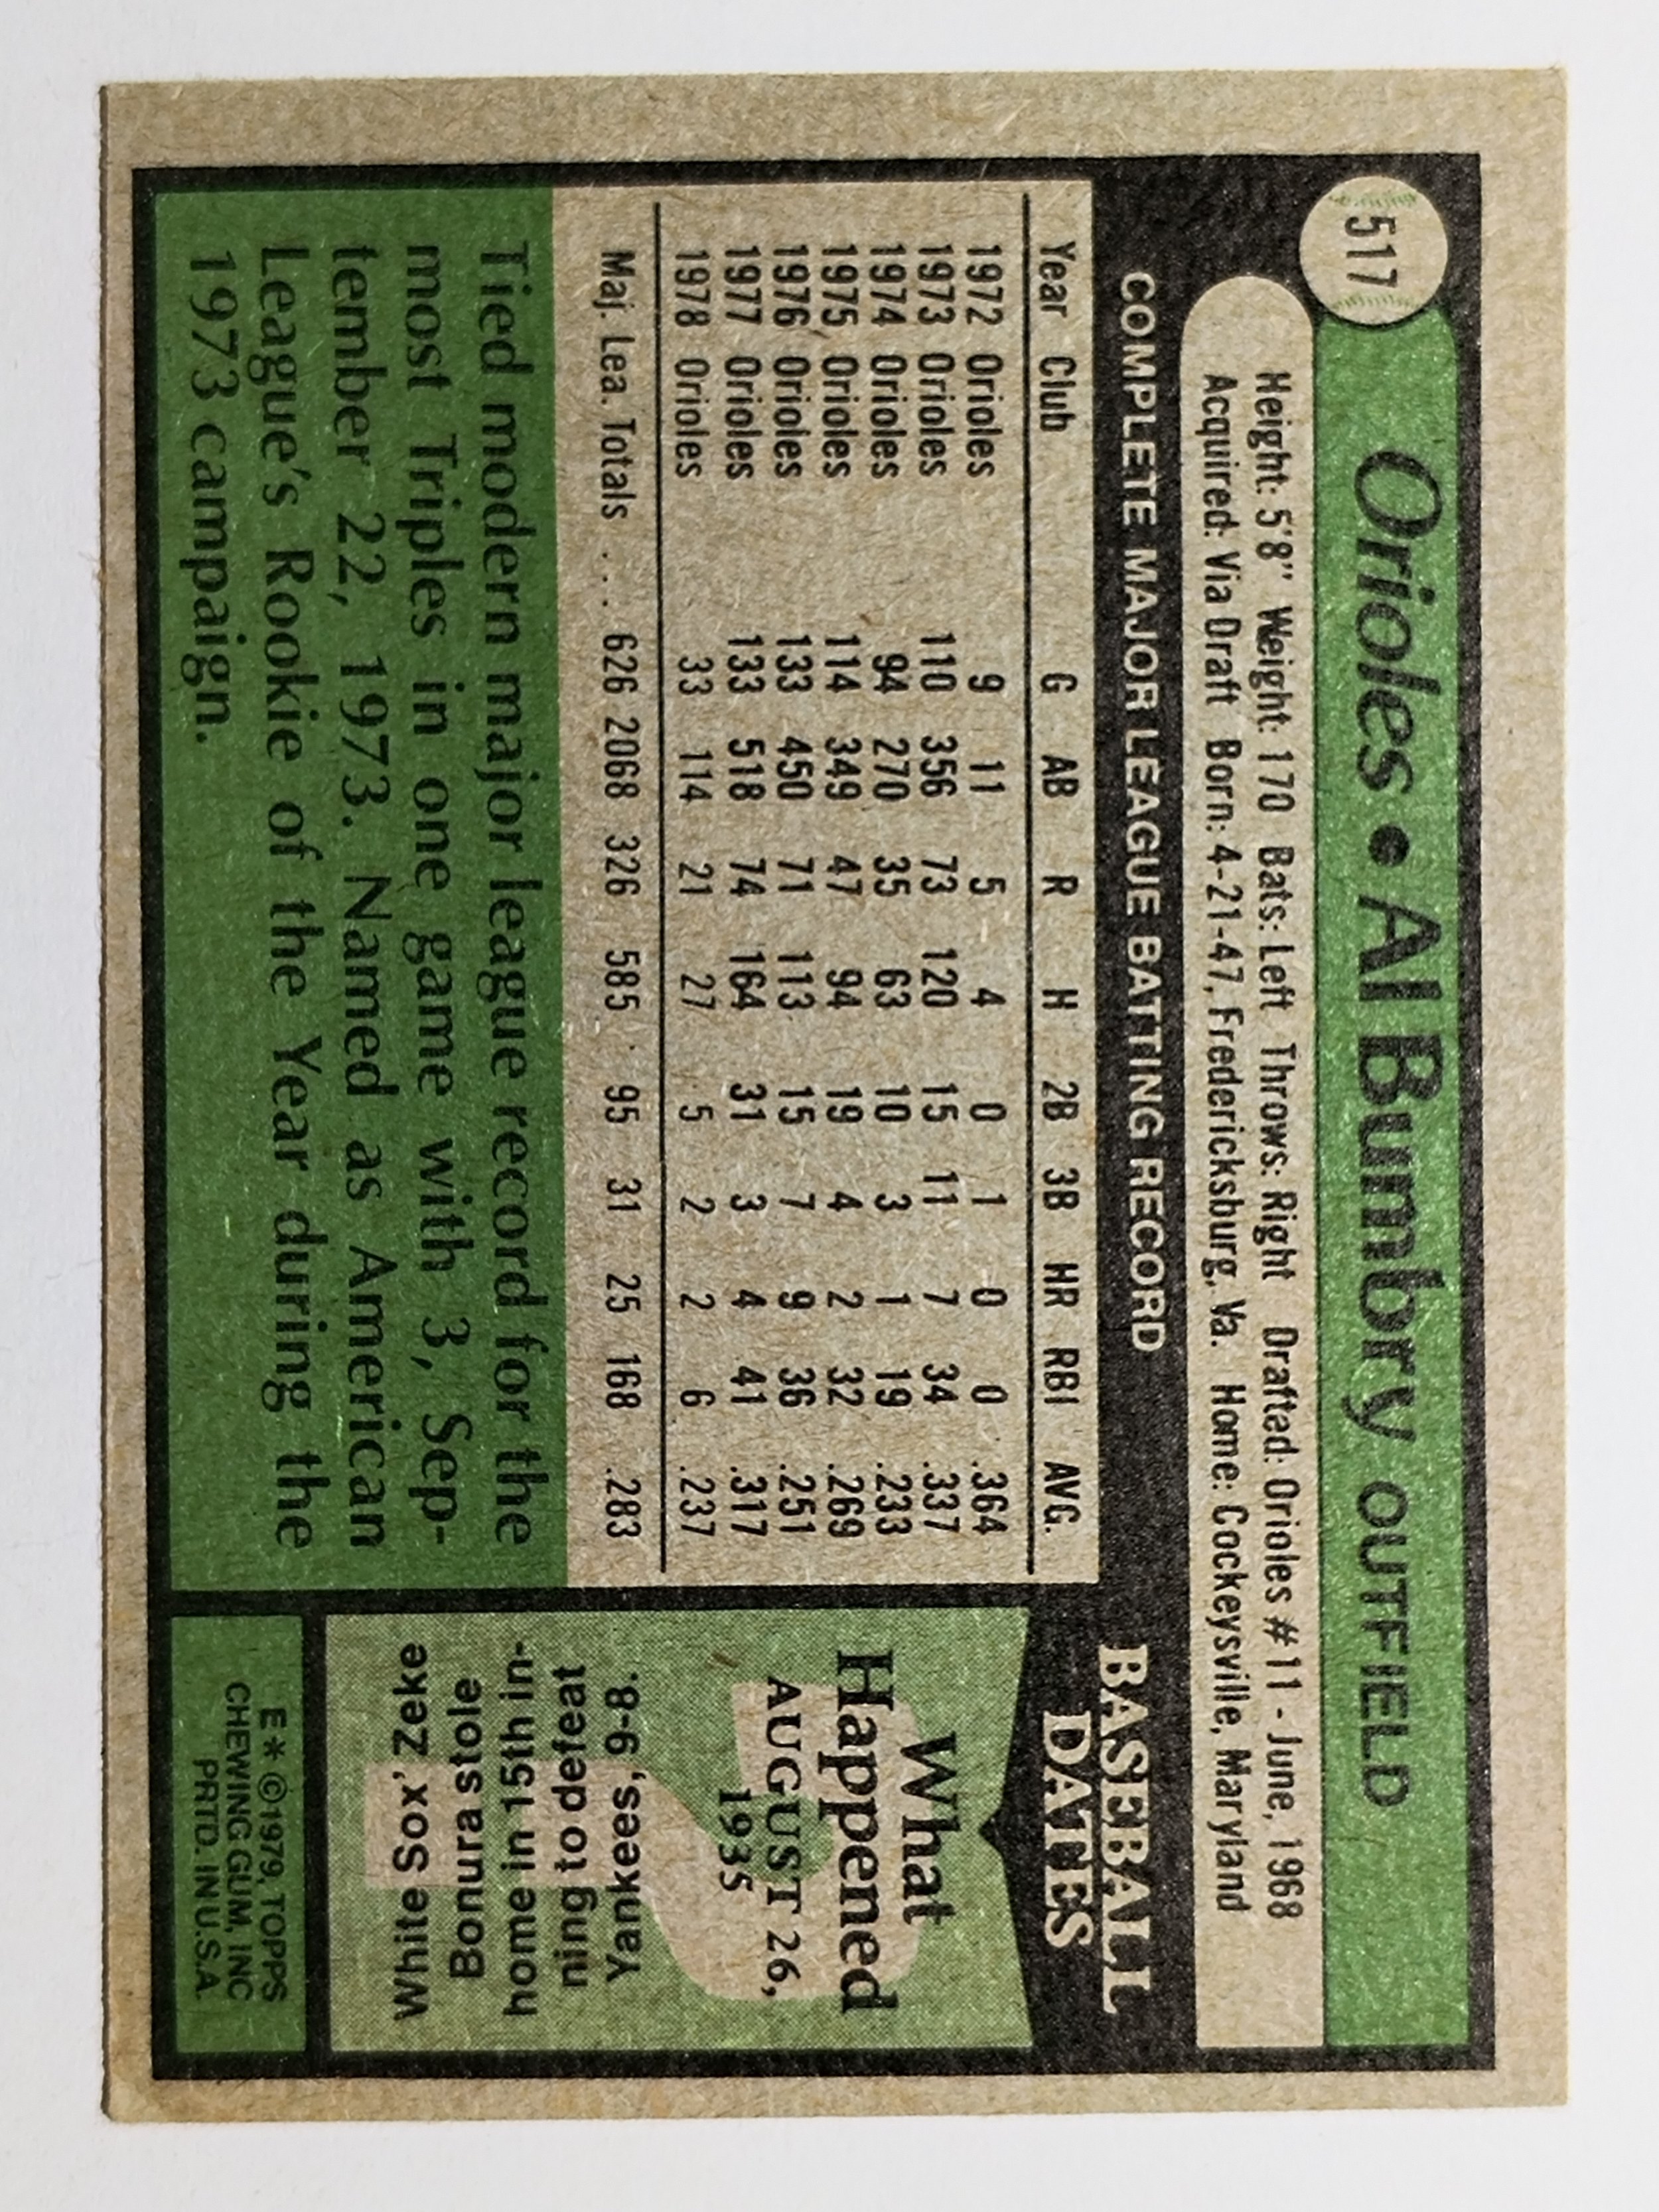 517
Orioles • Al Bumbry OUTFIELD
Height: 5'8" Weight: 170 Bats: Left Throws: Right Drafted: Orioles #11 - June, 1968
Acquired: Via Draft Born: 4-21-47, Fredericksburg, Va. Home: Cockeysville, Maryland
COMPLETE MAJOR LEAGUE BATTING RECORD
Year Club G AB R H 2B 3B HR RBI AVG.
1972 Orioles 9 11 5 4 0 1 0 0 .364
1973 Orioles 110 356 73 120 15 11 7 34 .337
1974 Orioles 94 270 35 63 10 3 1 19 .233
1975 Orioles 114 349 47 94 19 4 2 32 .269
1976 Orioles 133 450 71 113 15 7 9 36 .251
1977 Orioles 133 518 74 164 31 3 4 41 .317
1978 Orioles 33 114 21 27 5 2 2 6 .237
Maj. Lea. Totals . . . . 626 2068 326 585 95 31 25 168 .283
Tied modern major league record for the
most Triples in one game with 3, Sep-
tember 22, 1973. Named as American
League's Rookie of the Year during the
1973 campaign.
BASEBALL
DATES
What
Happened
AUGUST 26,
1935
White Sox' Zeke
Bonura stole
home in 15th in-
ning to defeat
Yankees, 9-8.
E* ©1979, TOPPS
CHEWING GUM, INC
PRTD. IN U.S.A